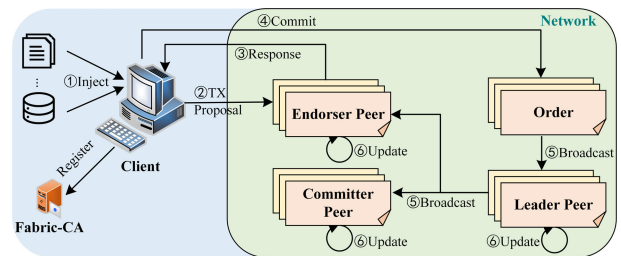 ④Commit
Network
③Response
①Inject
②TX
Proposal
Endorser Peer
Order
⑥Update
⑤Broadcast
Client
Register
Committer
Peer
⑤Broadcast
Leader Peer
Fabric-CA
⑥Update
⑥Update